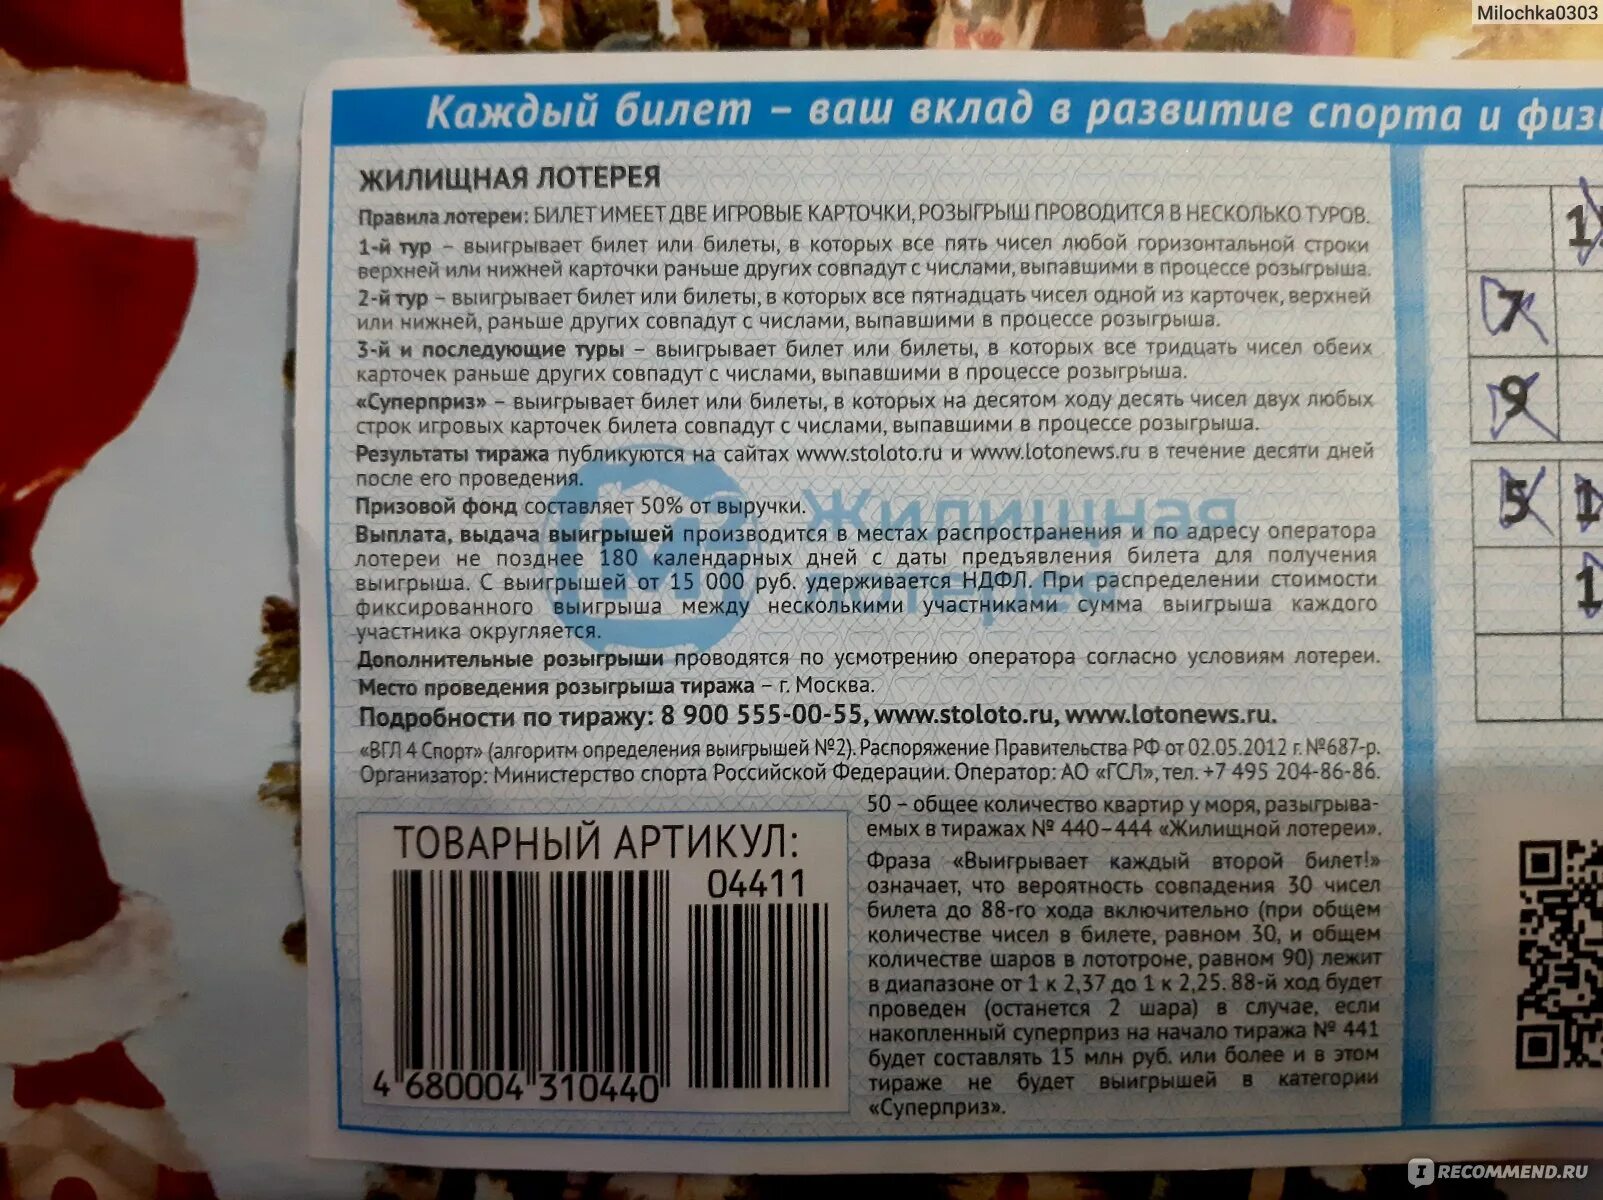 Milochka0303
Каждый билет – ваш вклад в развитие спорта и физи
ЖИЛИЩНАЯ ЛОТЕРЕЯ
Правила лотереи: БИЛЕТ ИМЕЕТ ДВЕ ИГРОВЫЕ КАРТОЧКИ, РОЗЫГРЫШ ПРОВОДИТСЯ В НЕСКОЛЬКО ТУРОВ.
1-й тур – выигрывает билет или билеты, в которых все пять чисел любой горизонтальной строки
верхней или нижней карточки раньше других совпадут с числами, выпавшими в процессе розыгрыша.
2-й тур – выигрывает билет или билеты, в которых все пятнадцать чисел одной из карточек, верхней
или нижней, раньше других совпадут с числами, выпавшими в процессе розыгрыша.
3-й и последующие туры – выигрывает билет или билеты, в которых все тридцать чисел обеих
карточек раньше других совпадут с числами, выпавшими в процессе розыгрыша.
«Суперприз» – выигрывает билет или билеты, в которых на десятом ходу десять чисел двух любых
строк игровых карточек билета совпадут с числами, выпавшими в процессе розыгрыша.
Результаты тиража публикуются на сайтах www.stoloto.ru и www.lotonews.ru в течение десяти дней
после его проведения.
Призовой фонд составляет 50% от выручки.
Выплата, выдача выигрышей производится в местах распространения и по адресу оператора
лотереи не позднее 180 календарных дней с даты предъявления билета для получения
выигрыша. С выигрышей от 15 000 руб. удерживается НДФЛ. При распределении стоимости
фиксированного выигрыша между несколькими участниками сумма выигрыша каждого
участника округляется.
Дополнительные розыгрыши проводятся по усмотрению оператора согласно условиям лотереи.
Место проведения розыгрыша тиража – г. Москва.
Подробности по тиражу: 8 900 555-00-55, www.stoloto.ru, www.lotonews.ru.
«ВГЛ 4 Спорт» (алгоритм определения выигрышей №2). Распоряжение Правительства РФ от 02.05.2012 г. №687-р.
Организатор: Министерство спорта Российской Федерации. Оператор: АО «ГСЛ», тел. +7 495 204-86-86.
Жилищная
лотерея
ТОВАРНЫЙ АРТИКУЛ:
04411
4 680004 310440
50 – общее количество квартир у моря, разыгрыва-
емых в тиражах № 440–444 «Жилищной лотереи».
Фраза «Выигрывает каждый второй билет!»
означает, что вероятность совпадения 30 чисел
билета до 88-го хода включительно (при общем
количестве чисел в билете, равном 30, и общем
количестве шаров в лототроне, равном 90) лежит
в диапазоне от 1 к 2,37 до 1 к 2,25. 88-й ход будет
проведен (останется 2 шара) в случае, если
накопленный суперприз на начало тиража № 441
будет составлять 15 млн руб. или более и в этом
тираже не будет выигрышей в категории
«Суперприз».
7
9
5
IRECOMMEND.RU